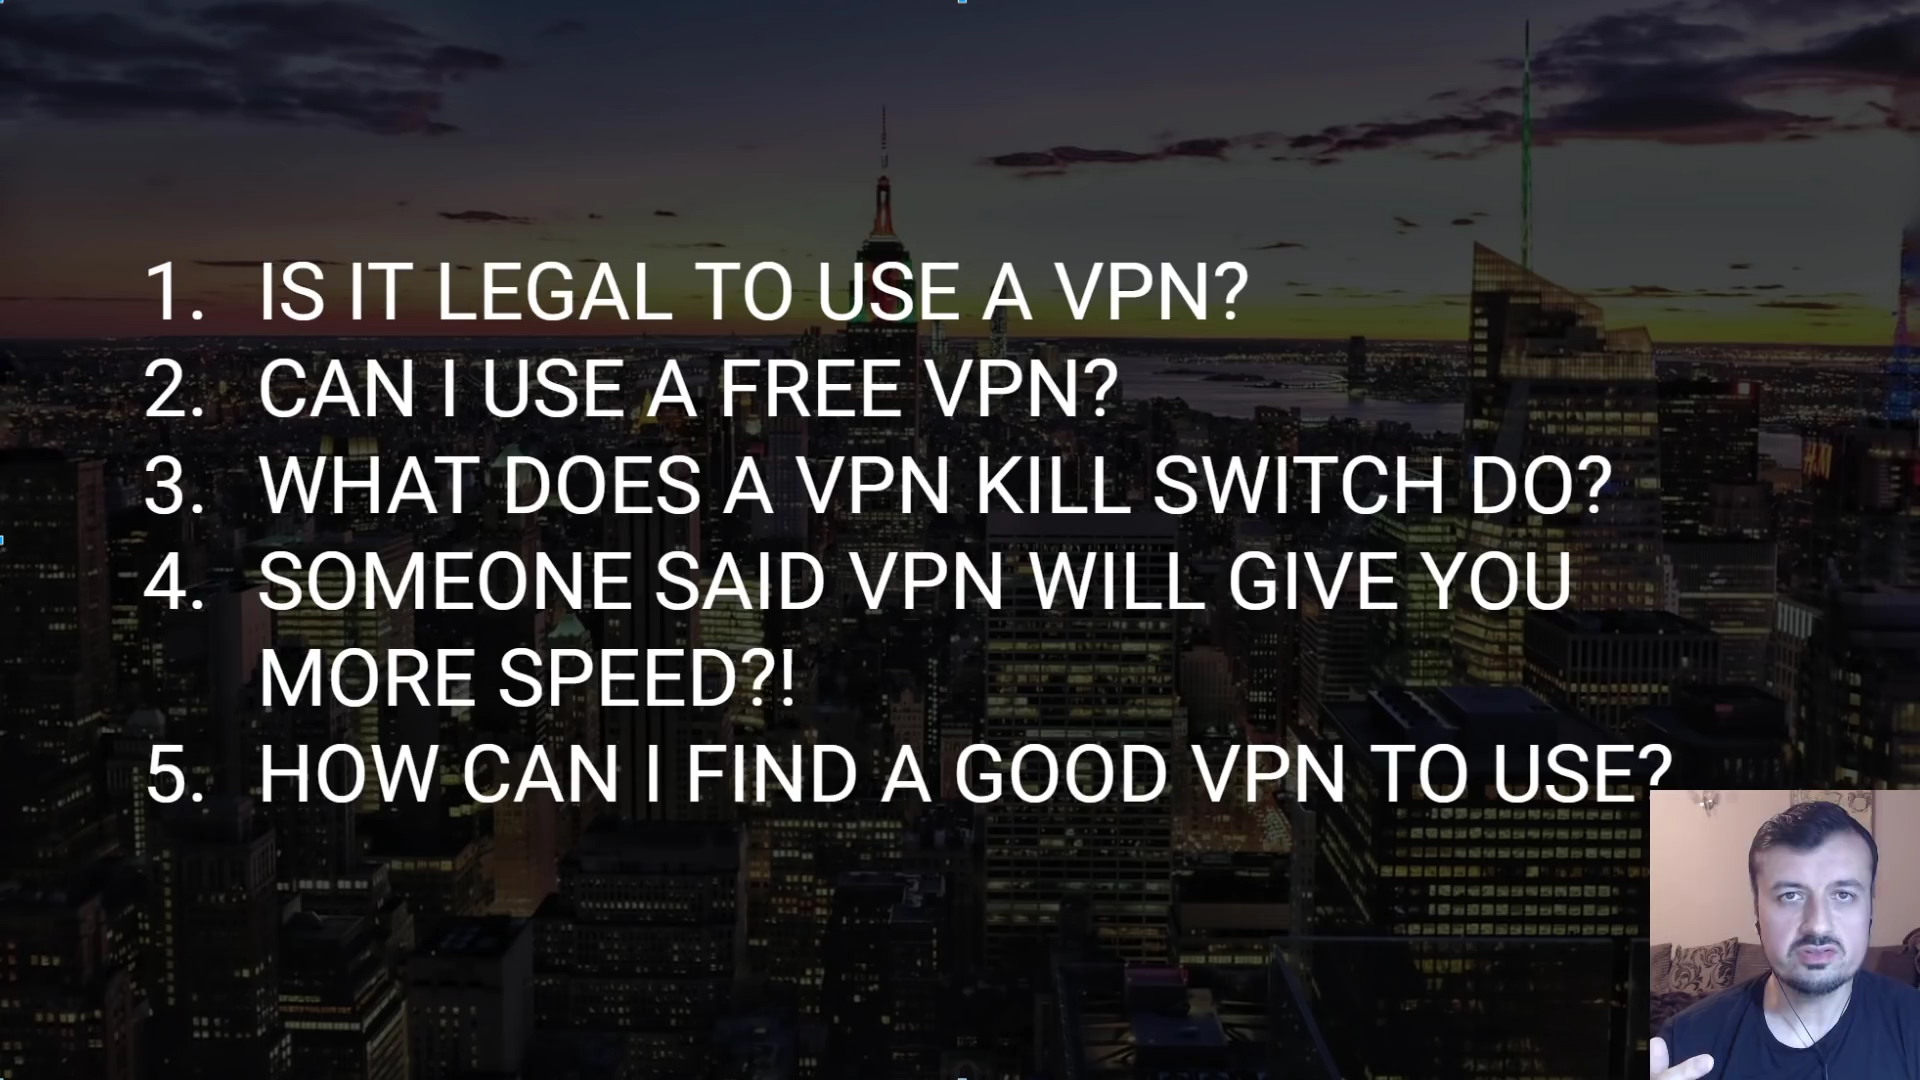 1. IS IT LEGAL TO USE A VPN?
2. CAN I USE A FREE VPN?
3. WHAT DOES A VPN KILL SWITCH DO?
4. SOMEONE SAID VPN WILL GIVE YOU
MORE SPEED?!
5. HOW CAN I FIND A GOOD VPN TO USE?